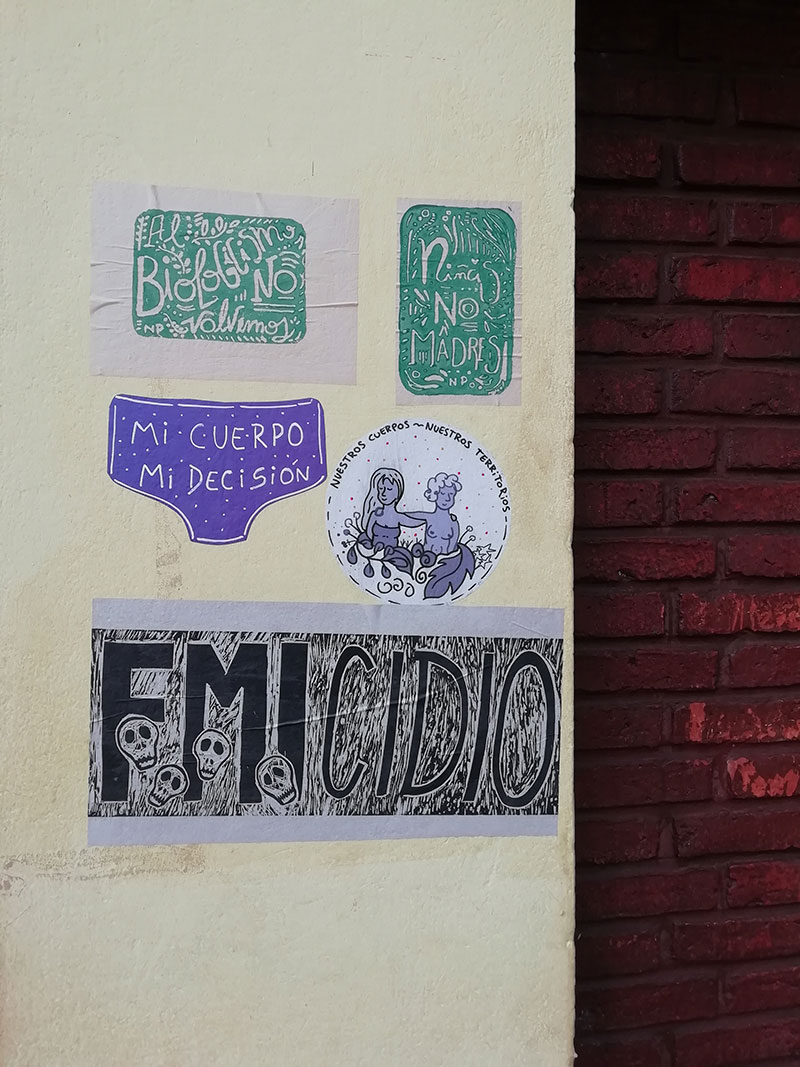 Al
NO
NP volvemos
niñas
NO
MADRES
NP
Mi CUERPO
Mi DECiSiÓN
~ NUESTROS CUERPOS ~ NUESTROS TERRITORIOS ~
FMICIDIO